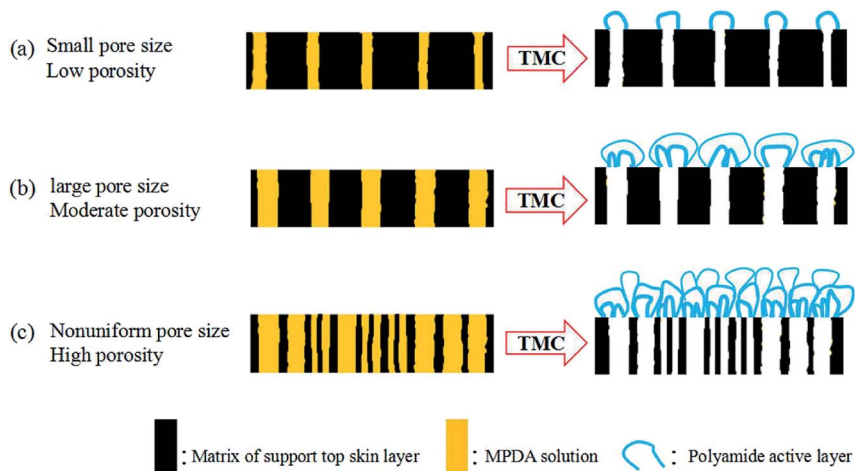 (a) Small pore size
Low porosity
TMC
(b) large pore size
Moderate porosity
TMC
(c) Nonuniform pore size
High porosity
TMC
: Matrix of support top skin layer
: MPDA solution
: Polyamide active layer